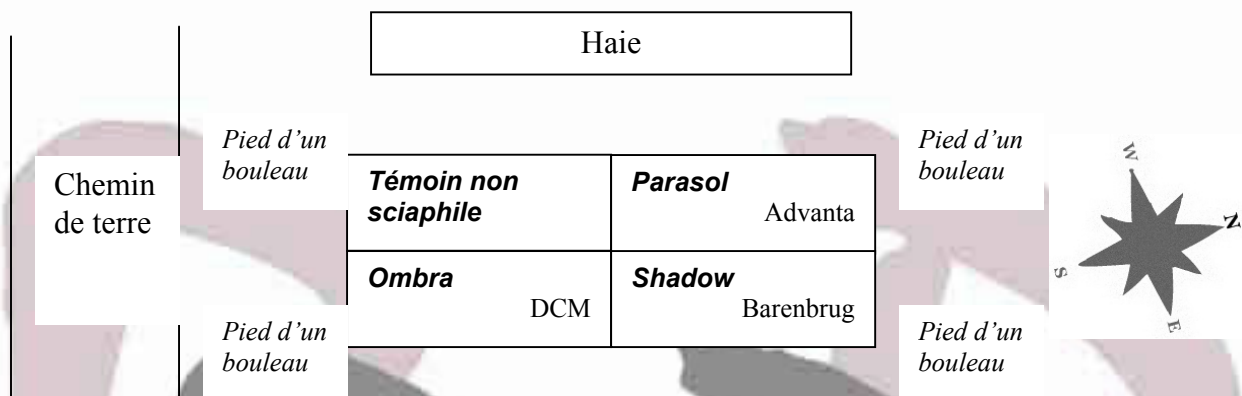 Haie
Pied d'un
bouleau
Pied d'un
bouleau
Chemin
de terre
Témoin non
sciaphile
Parasol
Advanta
W
N
S
E
Ombra
DCM
Shadow
Barenbrug
Pied d'un
bouleau
Pied d'un
bouleau